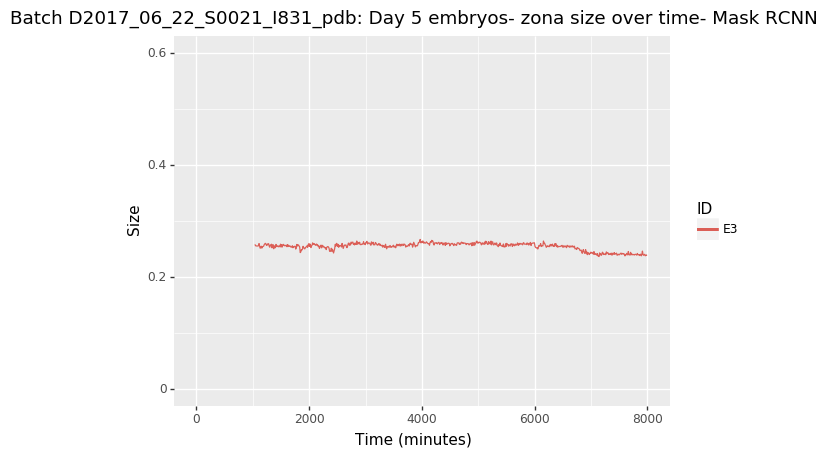 Batch D2017_06_22_S0021_I831_pdb: Day 5 embryos- zona size over time- Mask RCNN
0.6
0.4
0.2
0
Size
0
2000
4000
6000
8000
Time (minutes)
ID
E3